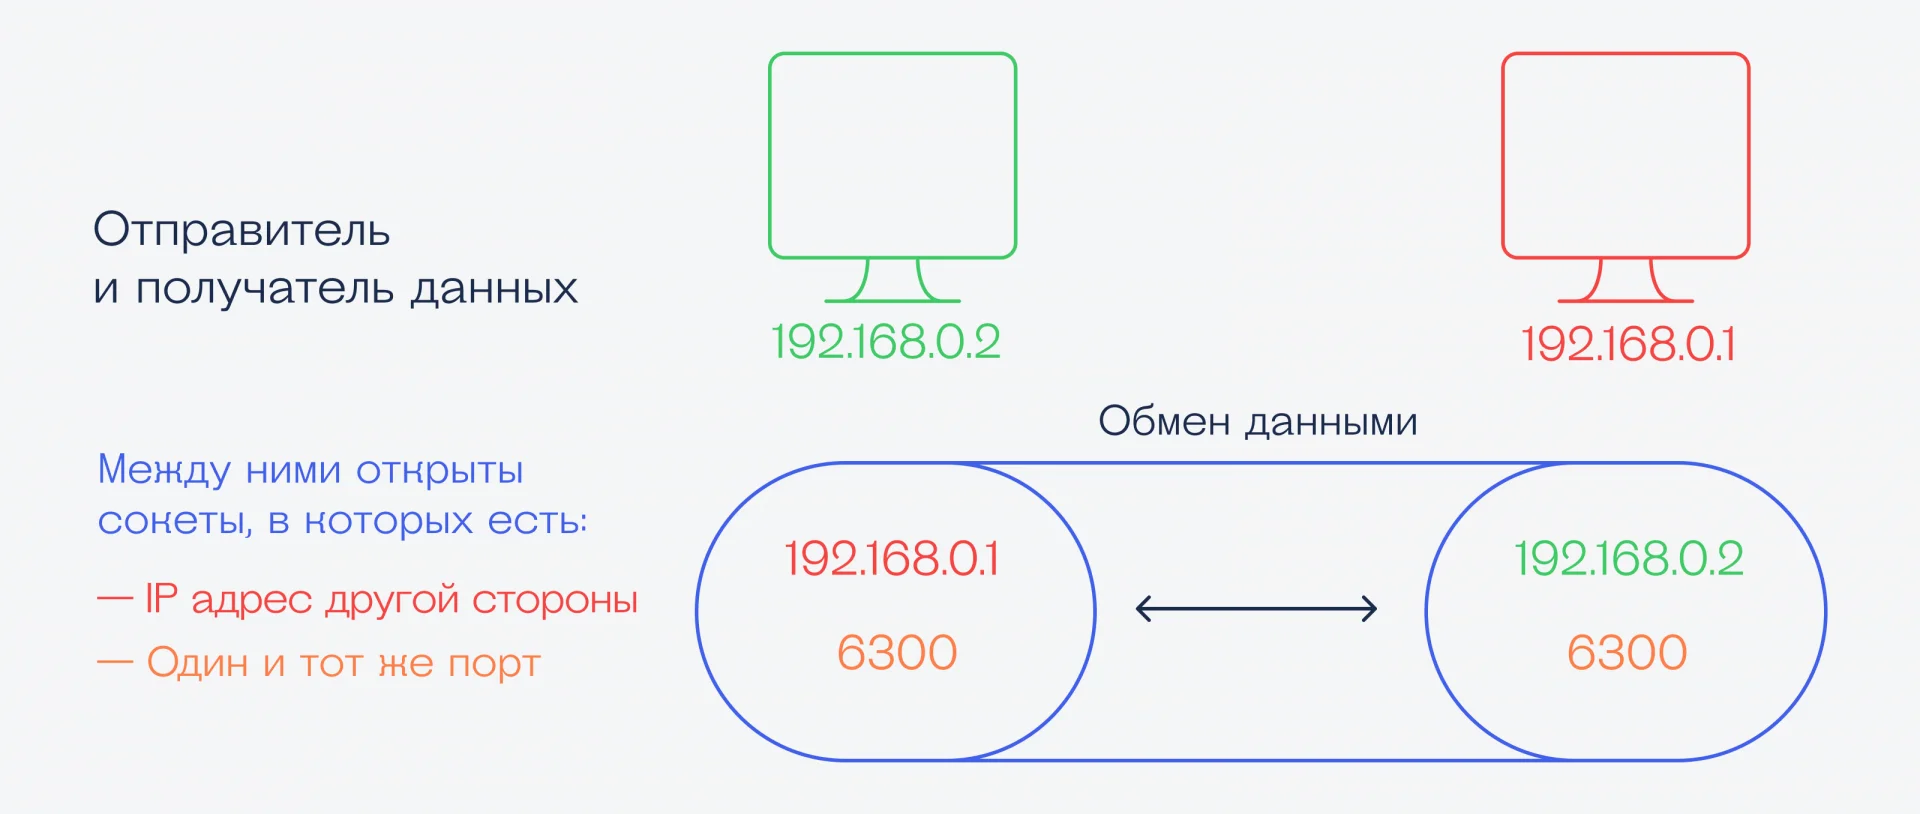 Отправитель
и получатель данных
192.168.0.2
192.168.0.1
Обмен данными
Между ними открыты
сокеты, в которых есть:
— IP адрес другой стороны
— Один и тот же порт
192.168.0.1
6300
192.168.0.2
6300